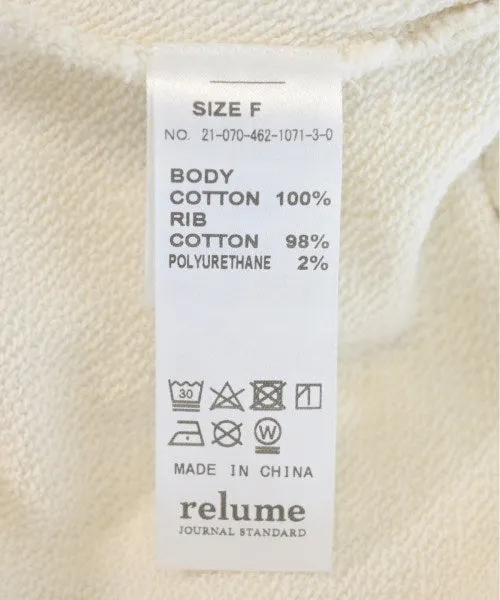 SIZE F
NO. 21-070-462-1071-3-0
BODY
COTTON 100%
RIB
COTTON 98%
POLYURETHANE 2%
30
W
MADE IN CHINA
relume
JOURNAL STANDARD